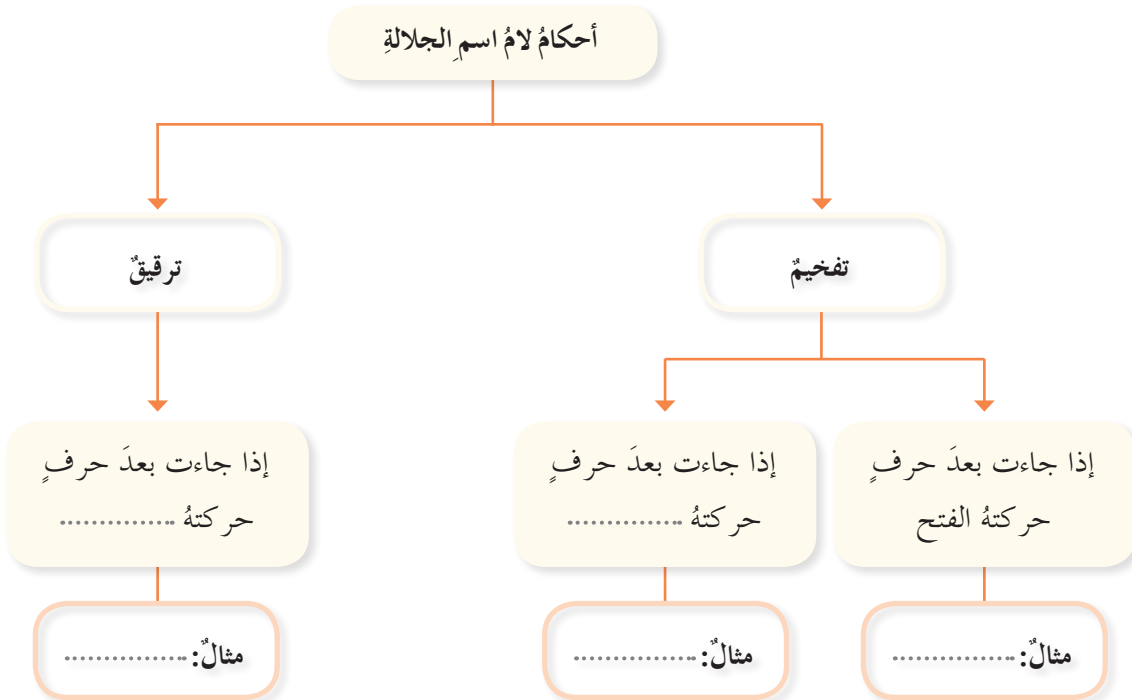 أحكامُ لامُ اسمِ الجلالةِ
تفخيمٌ
ترقيقٌ
إذا جاءت بعدَ حرفٍ
حركتهُ الفتح
إذا جاءت بعدَ حرفٍ
حركتهُ ...............
إذا جاءت بعدَ حرفٍ
حركتهُ ...............
مثالٌ: ................
مثالٌ: ................
مثالٌ: ................